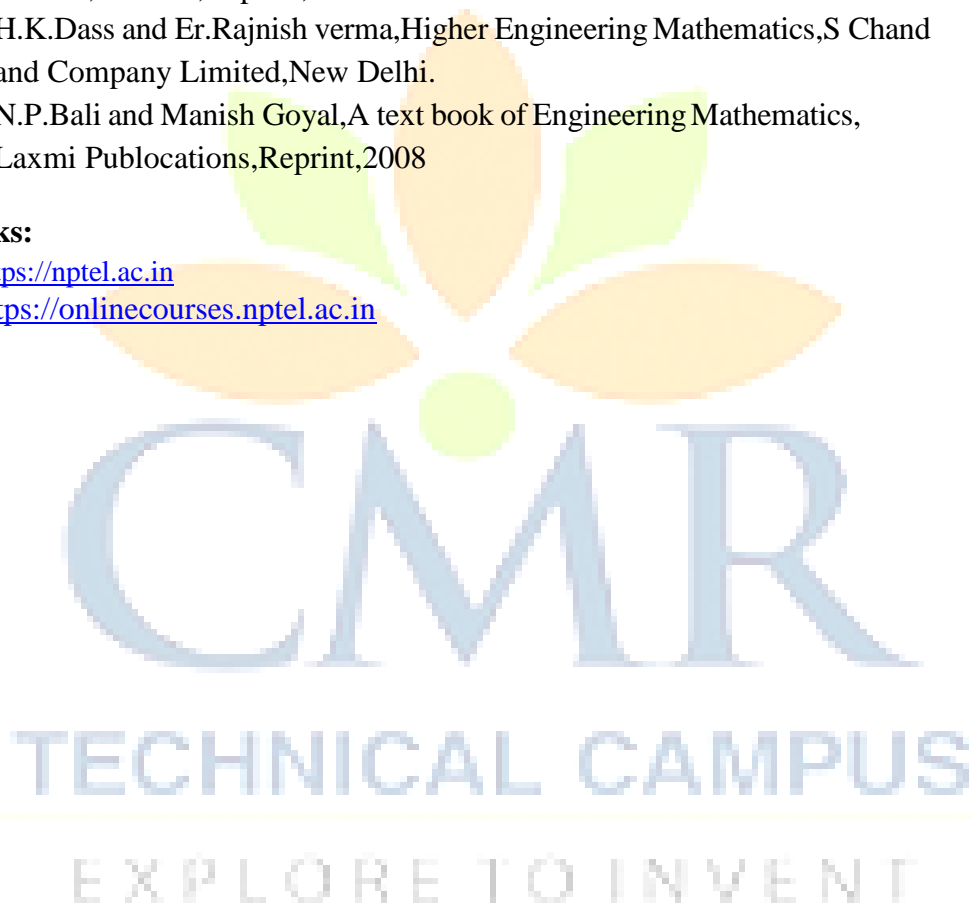 H.K.Dass and Er.Rajnish verma,Higher Engineering Mathematics,S Chand
and Company Limited,New Delhi.
N.P.Bali and Manish Goyal,A text book of Engineering Mathematics,
Laxmi Publocations,Reprint,2008
ks:
tps://nptel.ac.in
tps://onlinecourses.nptel.ac.in
CMR
TECHNICAL CAMPUS
EXPLORE TO INVENT